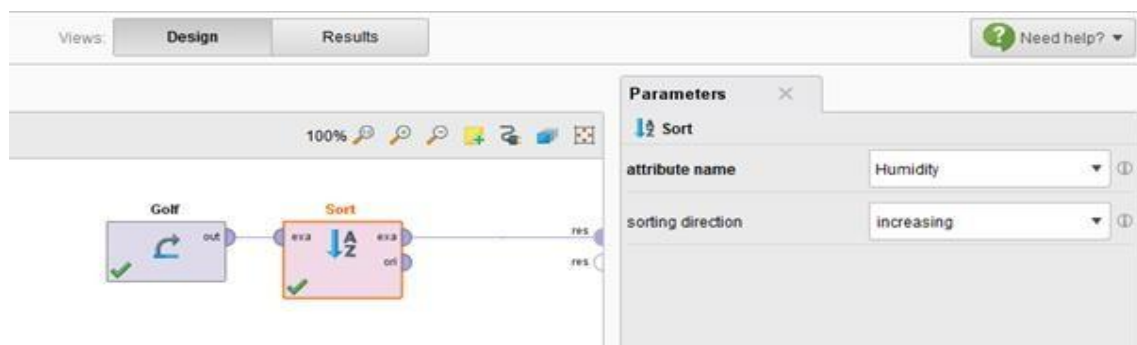 Views: Design Results Need help?
Parameters
Sort
100%
attribute name Humidity
sorting direction increasing
Golf
out
Sort
exa
A
Z
exa
ori
res
res